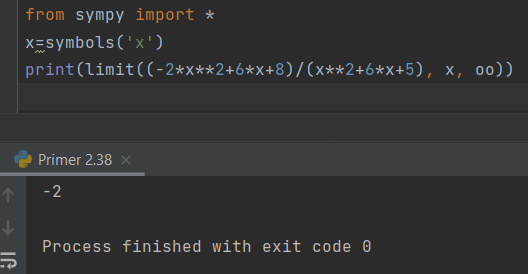 from sympy import *
x=symbols('x')
print(limit((-2*x**2+6*x+8)/(x**2+6*x+5), x, oo))
Primer 2.38 ×
-2
Process finished with exit code 0